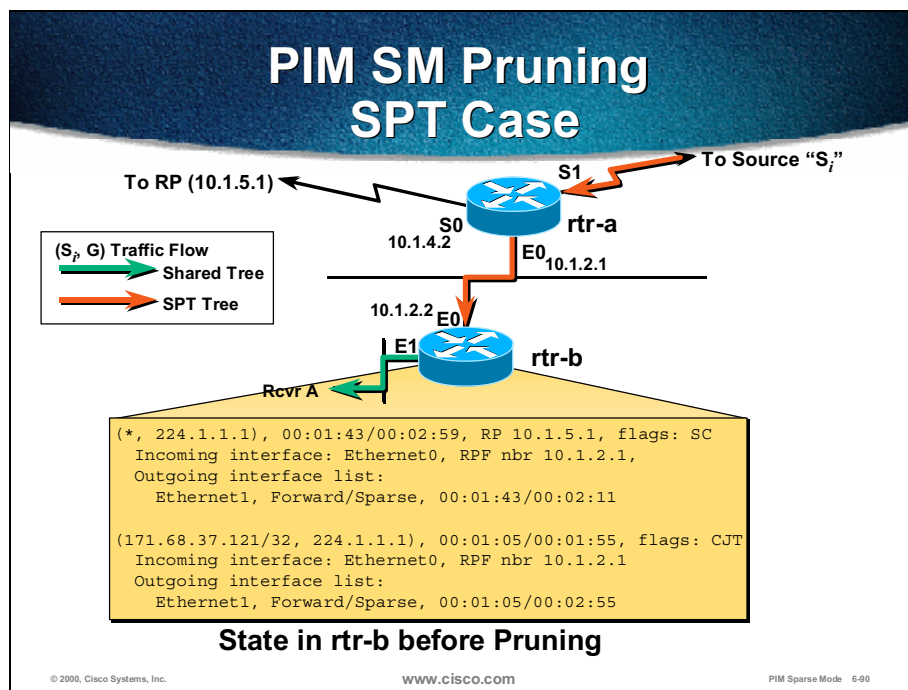 PIM SM Pruning
SPT Case
To Source “Si”
To RP (10.1.5.1)
S1
S0
rtr-a
10.1.4.2
E0
10.1.2.1
(Si, G) Traffic Flow
Shared Tree
SPT Tree
10.1.2.2
E0
E1
rtr-b
Rcvr A
(*, 224.1.1.1), 00:01:43/00:02:59, RP 10.1.5.1, flags: SC
Incoming interface: Ethernet0, RPF nbr 10.1.2.1,
Outgoing interface list:
Ethernet1, Forward/Sparse, 00:01:43/00:02:11
(171.68.37.121/32, 224.1.1.1), 00:01:05/00:01:55, flags: CJT
Incoming interface: Ethernet0, RPF nbr 10.1.2.1
Outgoing interface list:
Ethernet1, Forward/Sparse, 00:01:05/00:02:55
State in rtr-b before Pruning
© 2000, Cisco Systems, Inc.
www.cisco.com
PIM Sparse Mode 6-90